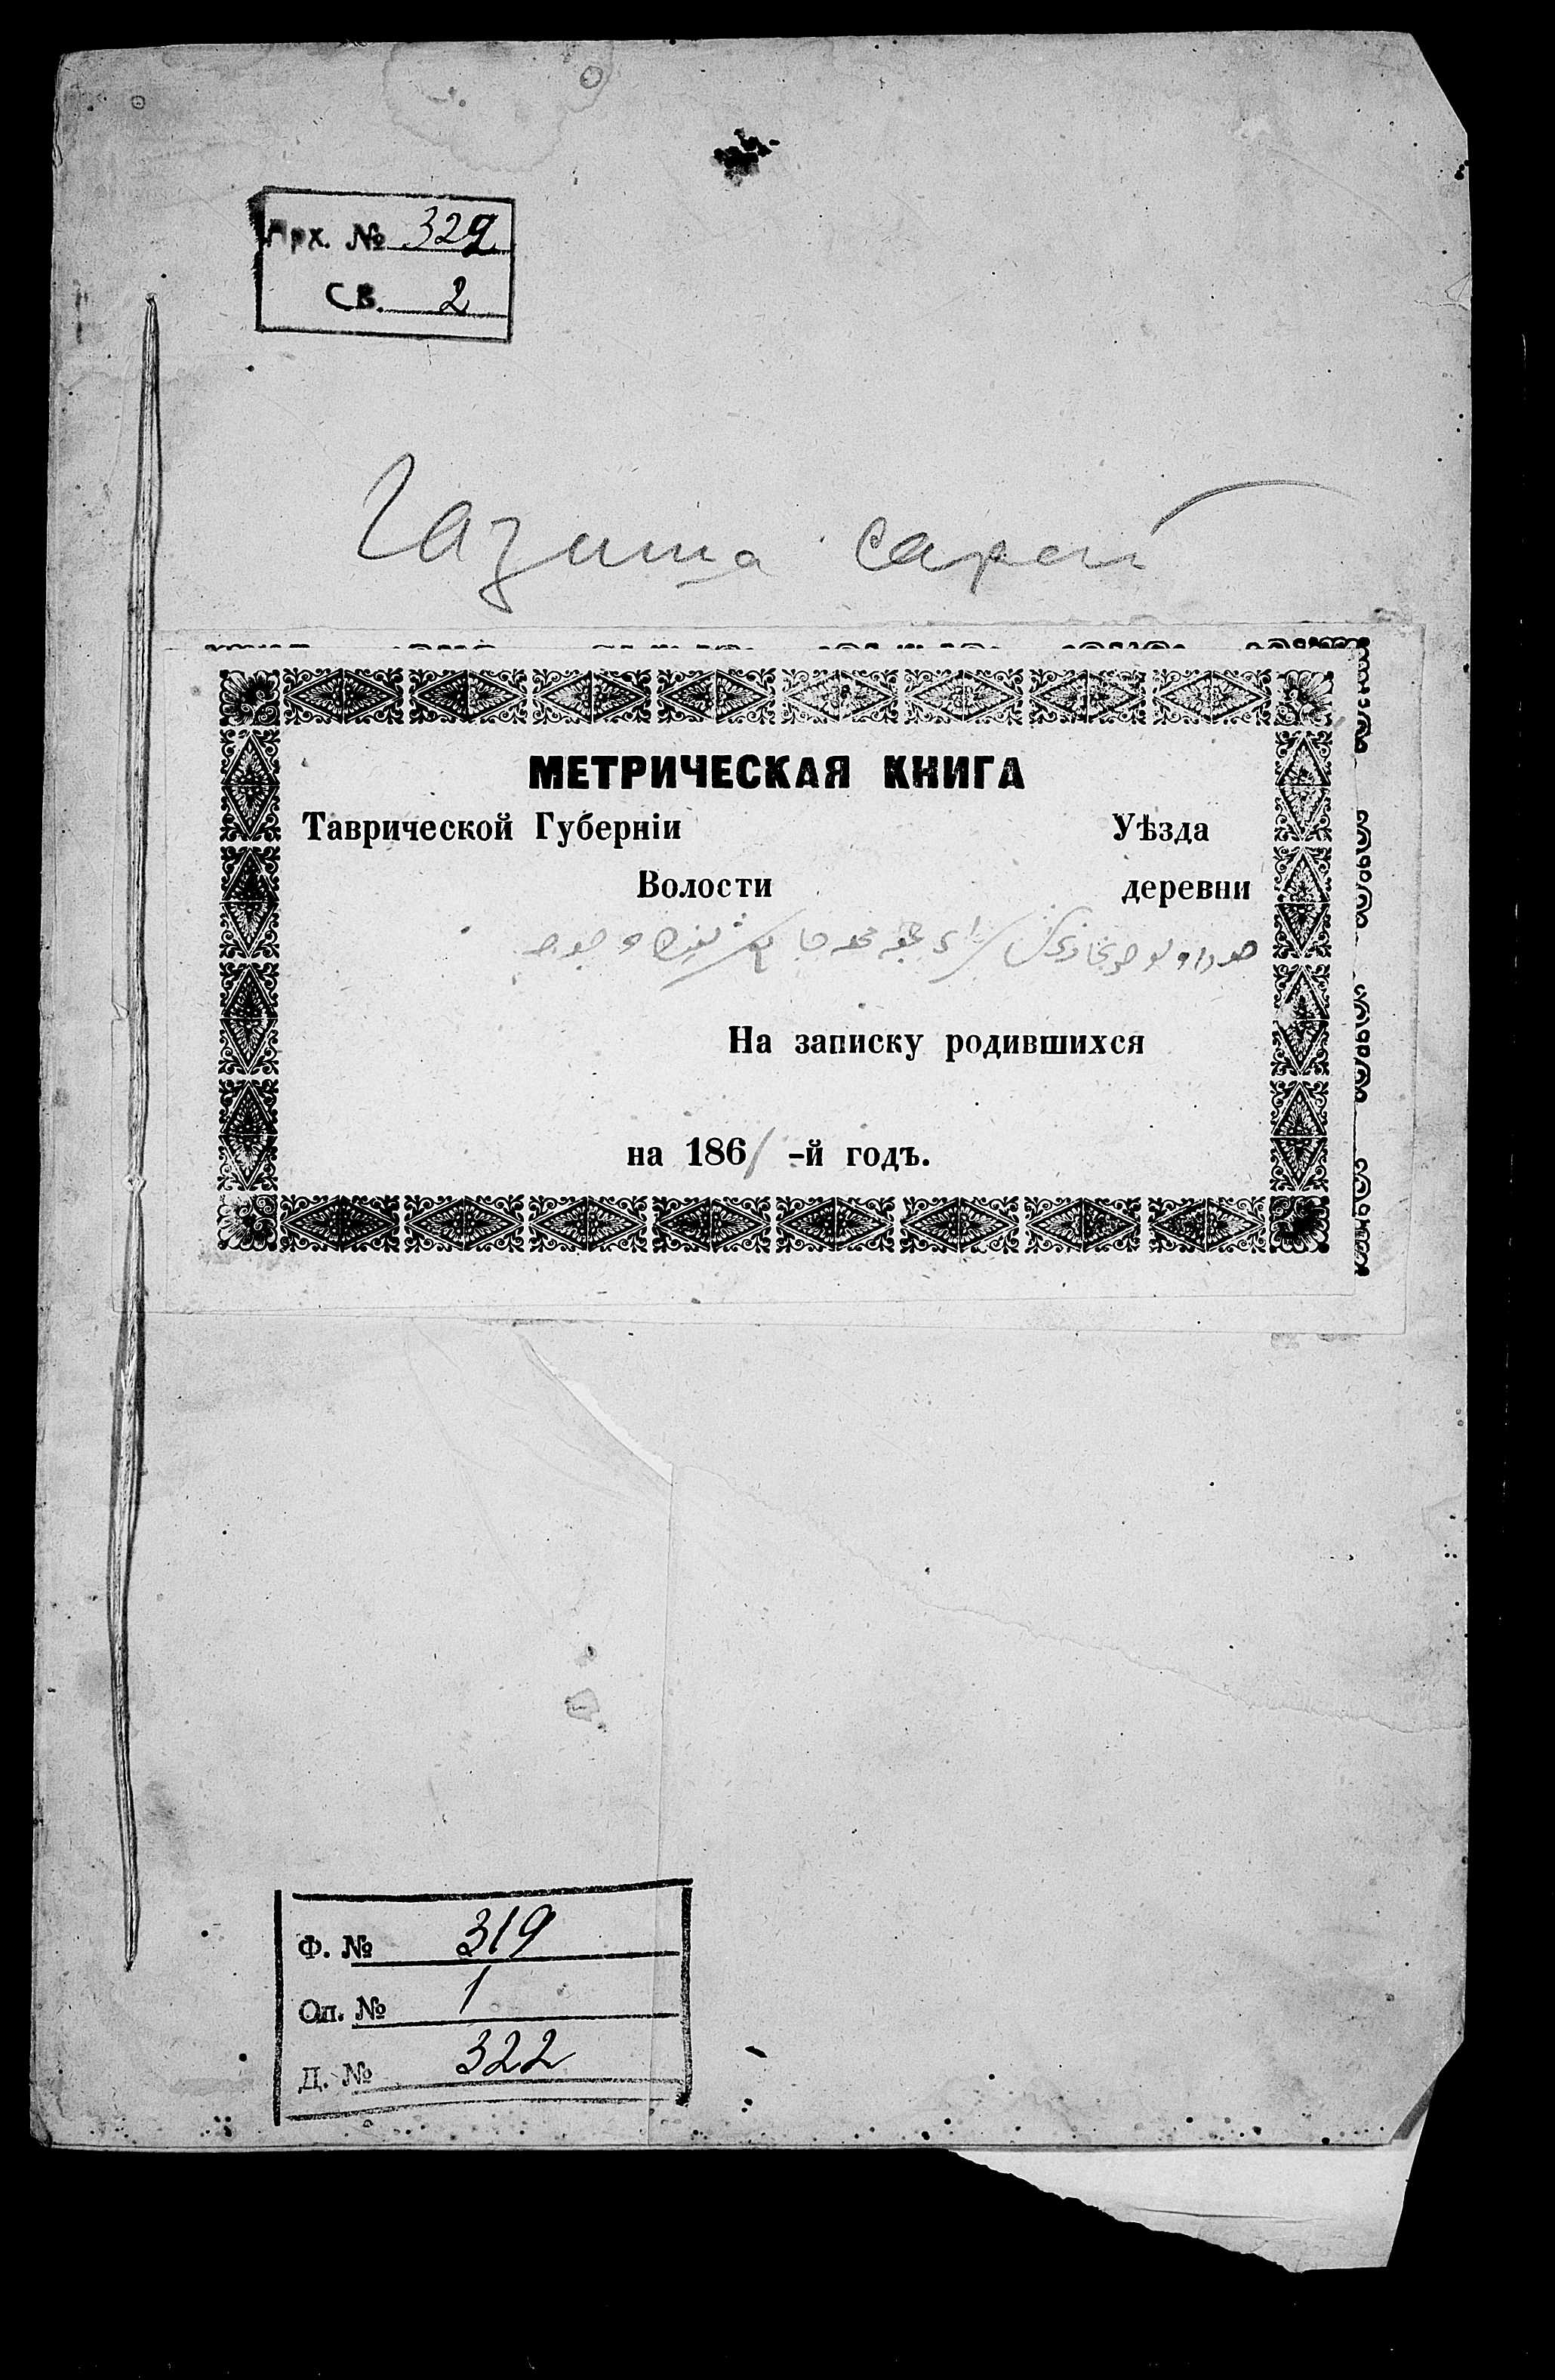 Арх. № 322
СВ. 2
сарай
МЕТРИЧЕСКАЯ КНИГА
Таврической Губерніи Уѣзда
Волости деревни
На записку родившихся
на 1861-й годъ.
Ф. № 319
Оп. № 1
Д. № 322